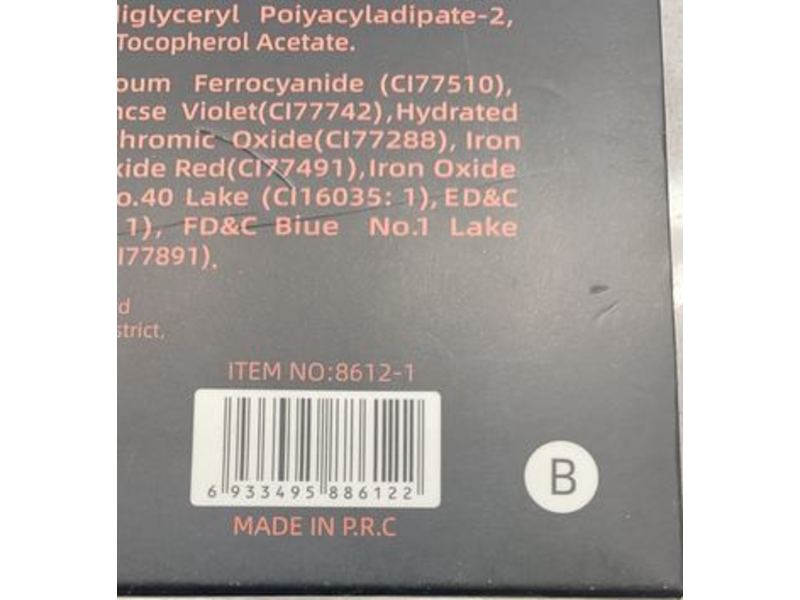 diglyceryl Poiyacyladipate-2,
Tocopherol Acetate.
oum Ferrocyanide (CI77510),
ncse Violet(CI77742),Hydrated
hromic Oxide(CI77288), Iron
xide Red(CI77491),Iron Oxide
o.40 Lake (Cl16035: 1), ED&C
1), FD&C Biue No.1 Lake
I77891).
d
strict,
ITEM NO:8612-1
6 933495 886122
MADE IN P.R.C
B